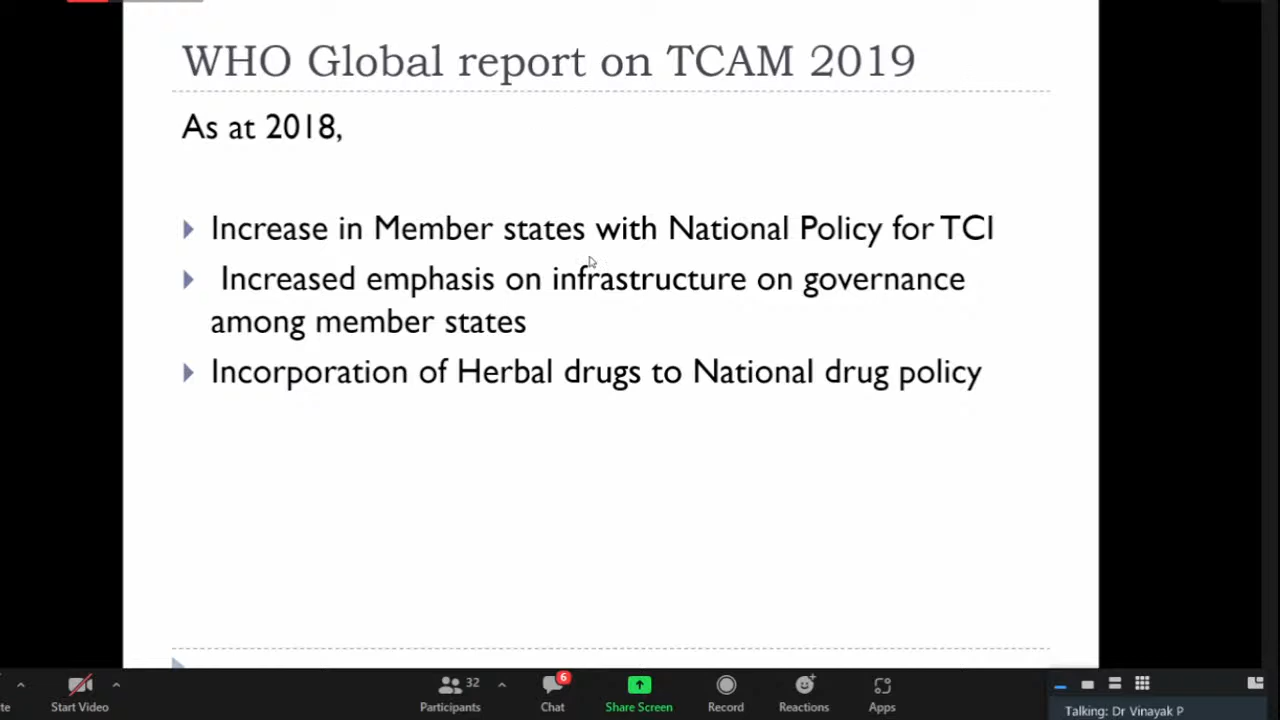 WHO Global report on TCAM 2019
As at 2018,
Increase in Member states with National Policy for TCI
Increased emphasis on infrastructure on governance
among member states
Incorporation of Herbal drugs to National drug policy
32
6
te
Start Video
Participants
Chat
Share Screen
Record
Reactions
Apps
Talking: Dr Vinayak P